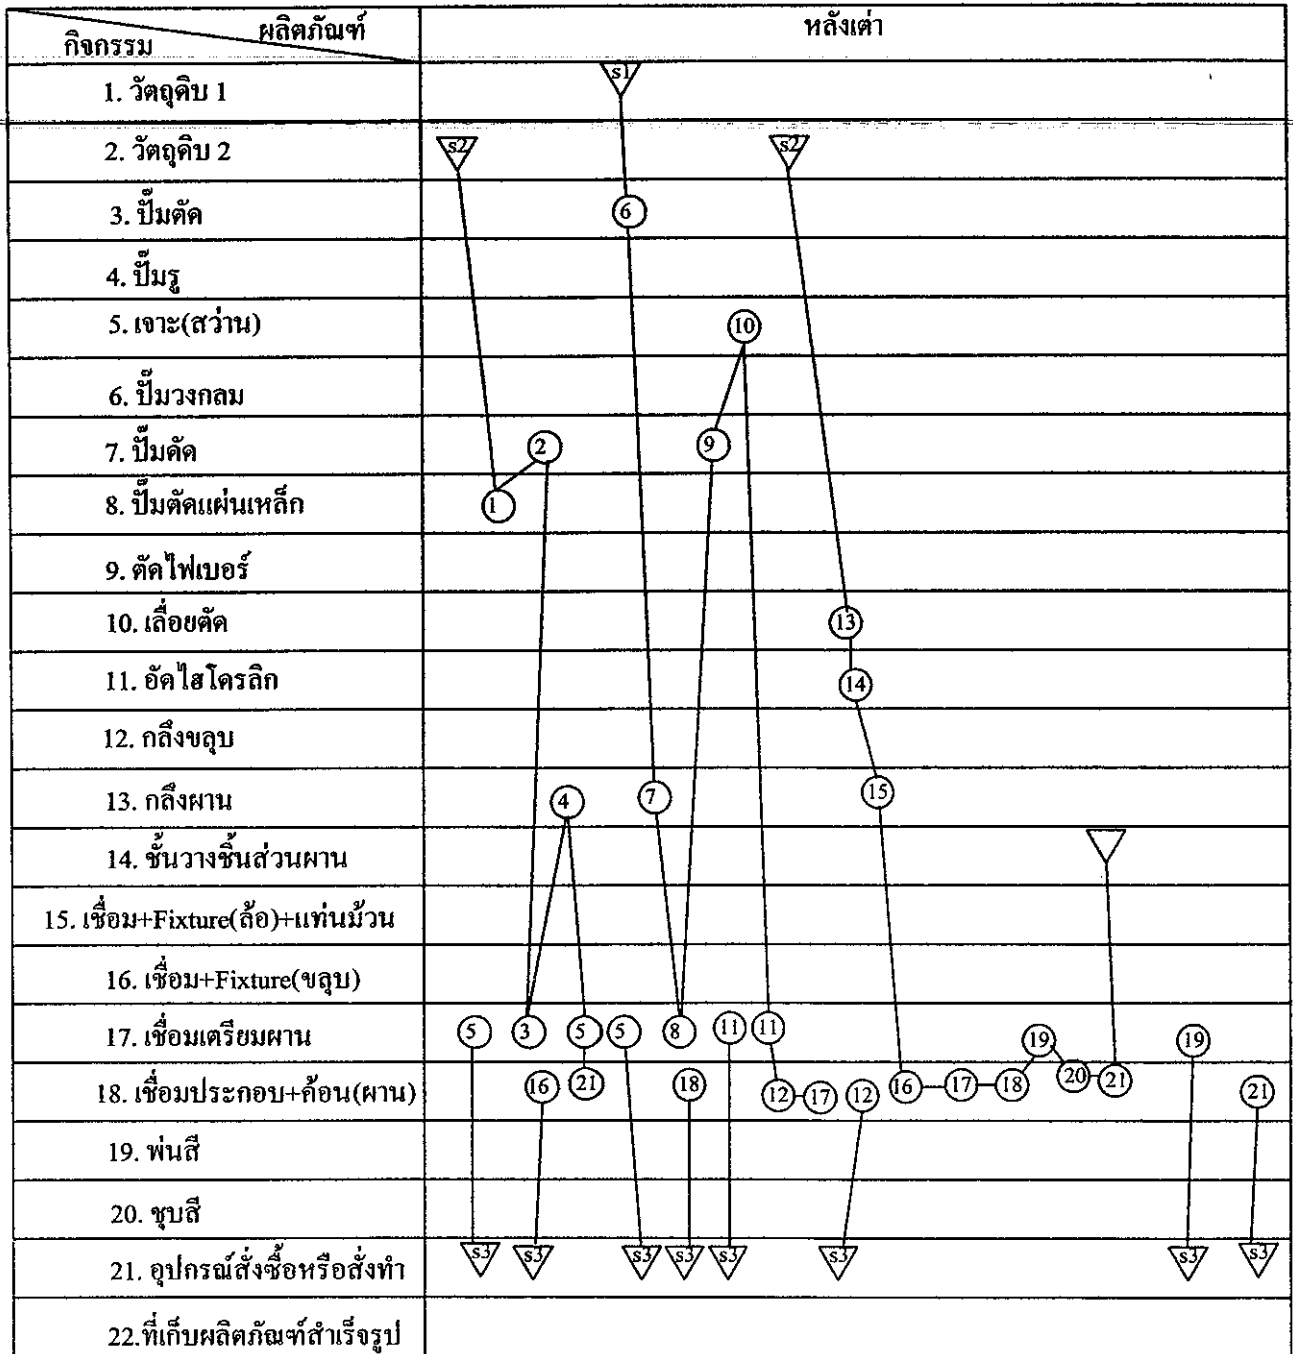 ผลิตภัณฑ์
หลังเต่า
กิจกรรม
1. วัตถุดิบ 1
s1
2. วัตถุดิบ 2
s2 s2
3. ปั๊มตัด
6
4. ปั๊มรู
5. เจาะ(สว่าน)
10
6. ปั๊มวงกลม
7. ปั๊มดัด
2 9
8. ปั๊มตัดแผ่นเหล็ก
1
9. ตัดไฟเบอร์
10. เลื่อยตัด
13
11. อัดไฮโดรลิก
14
12. กลึงขลุบ
13. กลึงผาน
4 7 15
14. ชั้นวางชิ้นส่วนผาน
15. เชื่อม+Fixture(ล้อ)+แท่นม้วน
16. เชื่อม+Fixture(ขลุบ)
17. เชื่อมเตรียมผาน
5 3 5 5 8 11 11 19 19
18. เชื่อมประกอบ+ค้อน(ผาน)
16 21 18 12 17 12 16 17 18 20 21 21
19. พ่นสี
20. ชุบสี
21. อุปกรณ์สั่งซื้อหรือสั่งทำ
s3 s3 s3 s3 s3 s3 s3 s3
22.ที่เก็บผลิตภัณฑ์สำเร็จรูป